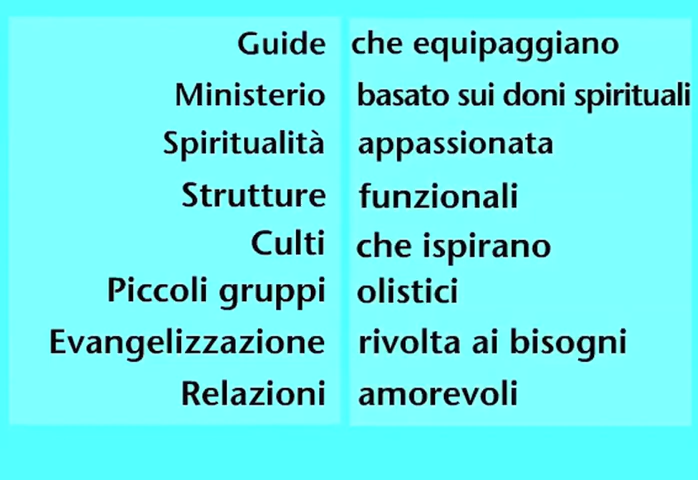 Guide che equipaggiano
Ministerio basato sui doni spirituali
Spiritualità appassionata
Strutture funzionali
Culti che ispirano
Piccoli gruppi olistici
Evangelizzazione rivolta ai bisogni
Relazioni amorevoli